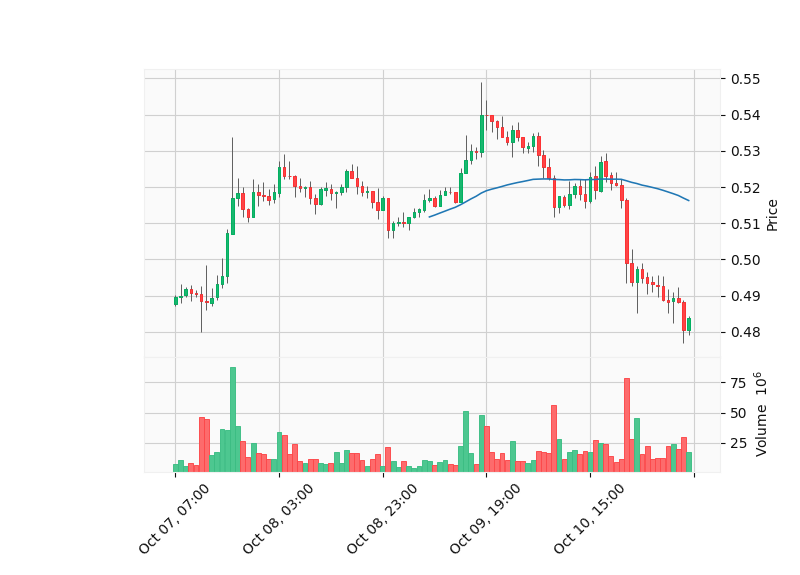 0.55
0.54
0.53
0.52
0.51
0.50
0.49
0.48
Price
75
50
25
Volume 10⁶
Oct 07, 07:00
Oct 08, 03:00
Oct 08, 23:00
Oct 09, 19:00
Oct 10, 15:00